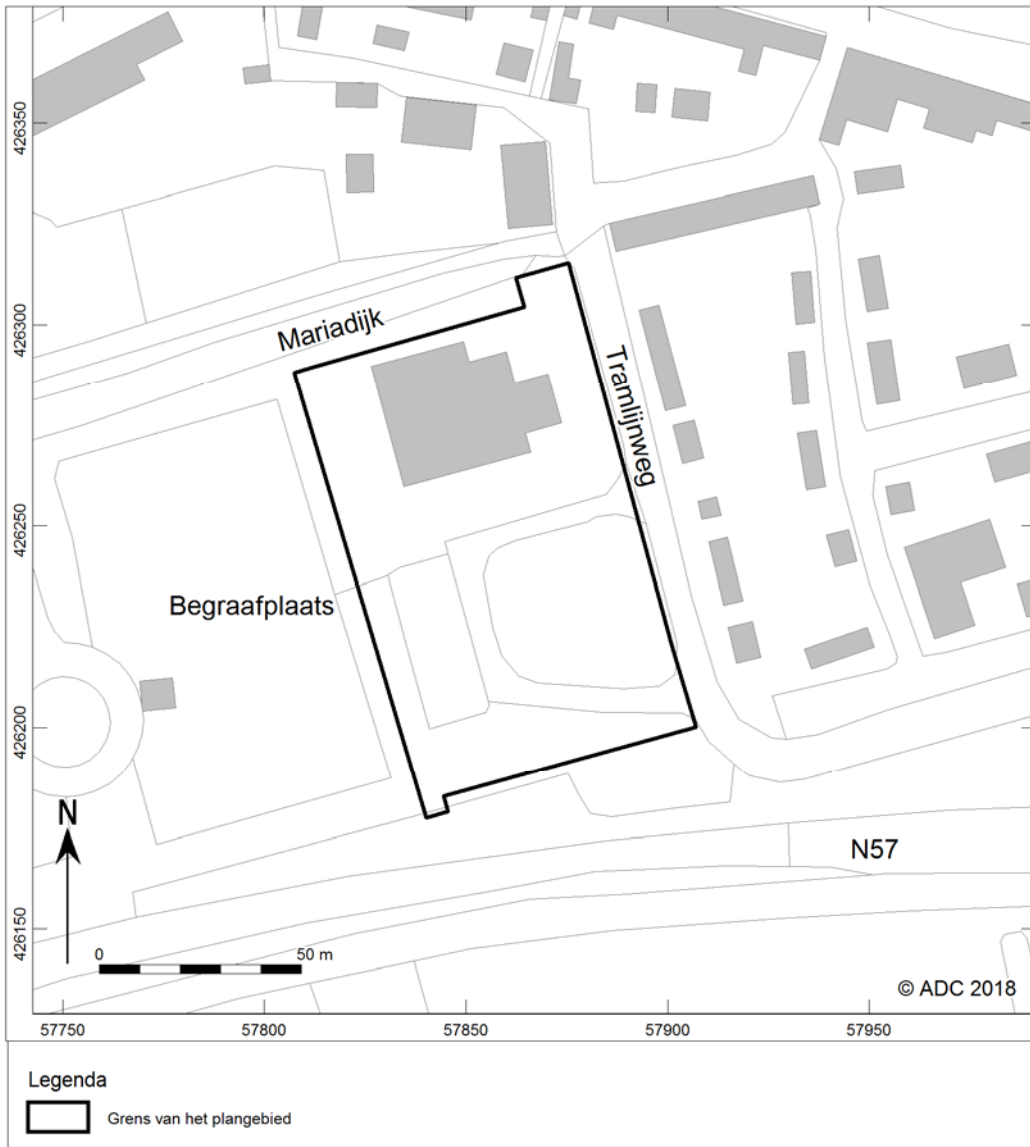 426350
426300
426250
426200
426150
Mariadijk
Tramlijnweg
Begraafplaats
N57
N
0 50 m
© ADC 2018
57750 57800 57850 57900 57950
Legenda
Grens van het plangebied